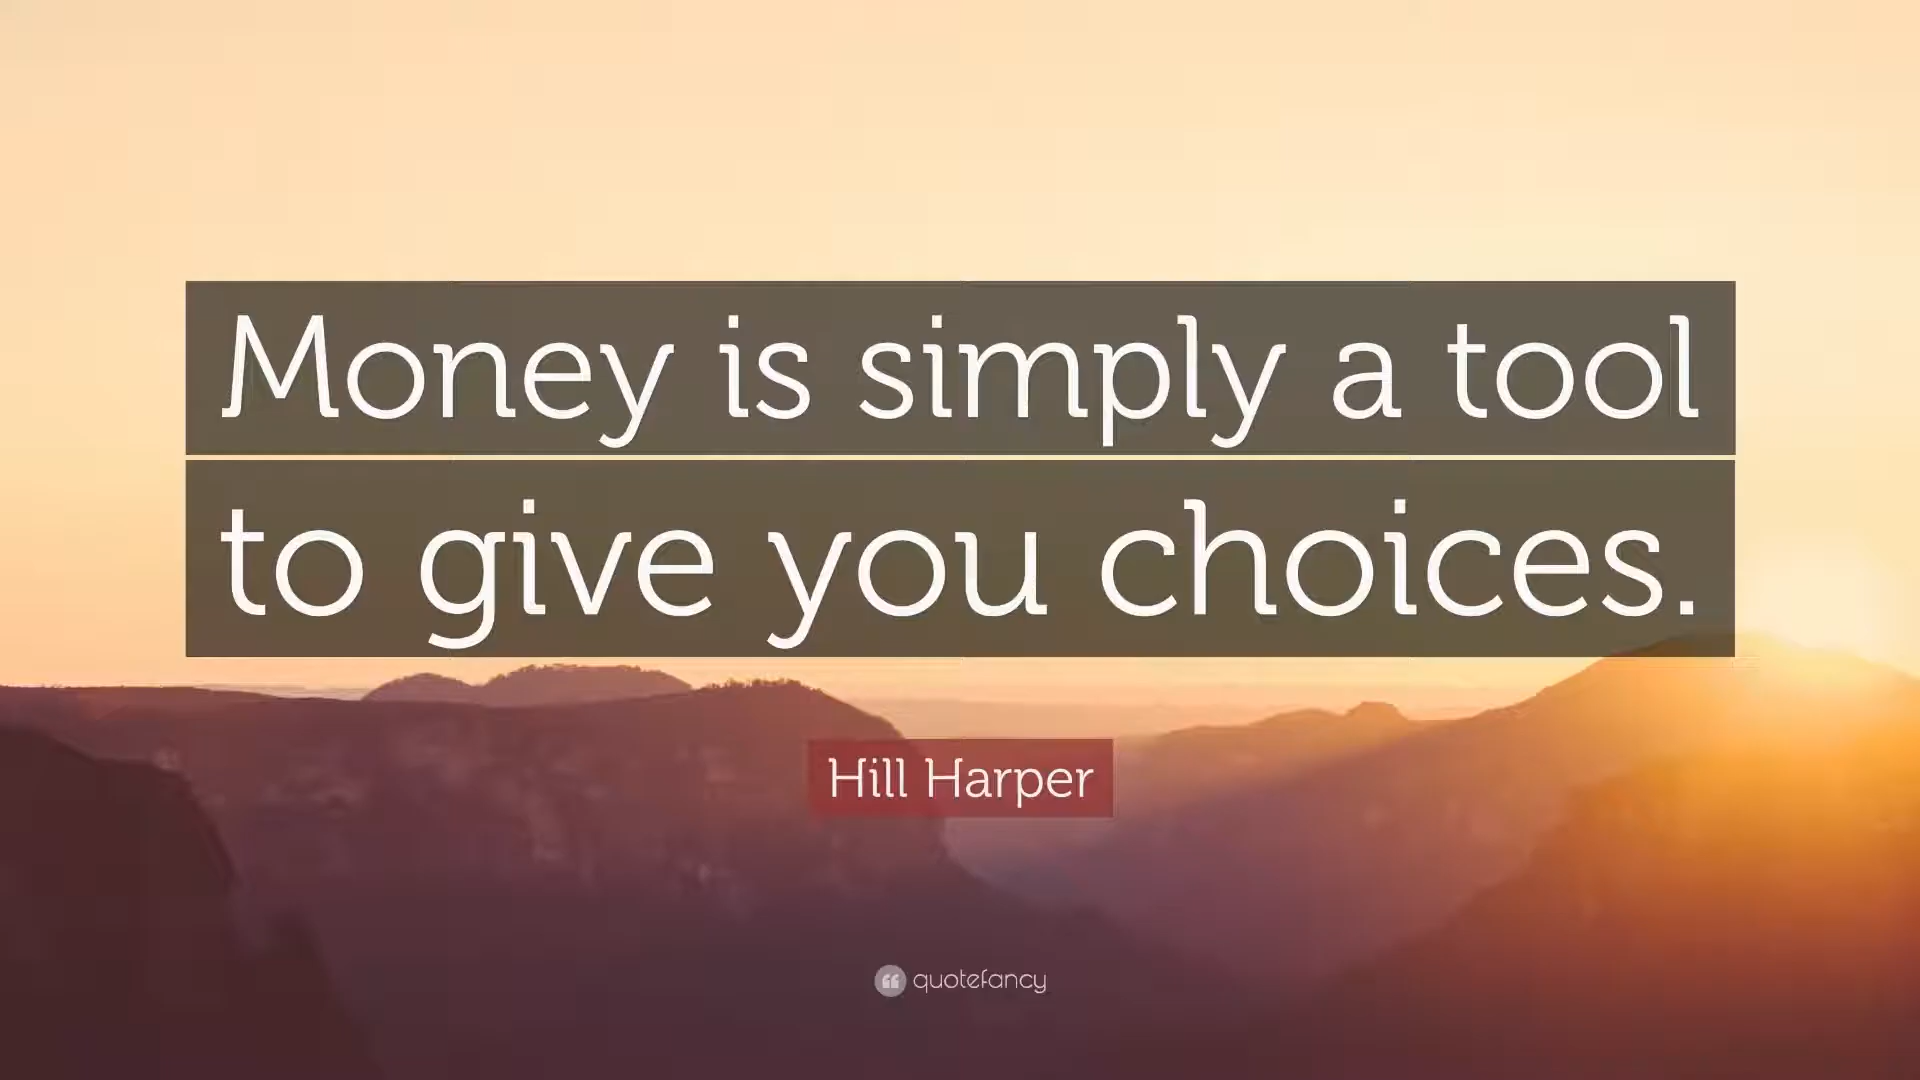 Money is simply a tool
to give you choices.
Hill Harper
quotefancy